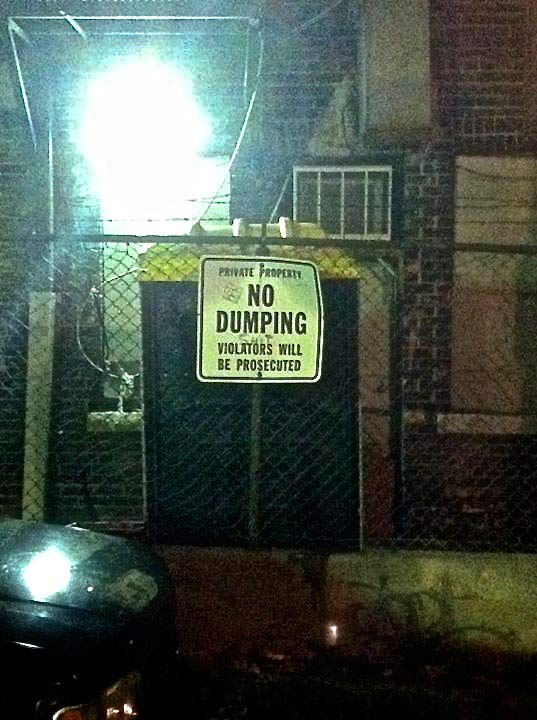 PRIVATE PROPERTY
NO
DUMPING
VIOLATORS WILL
BE PROSECUTED